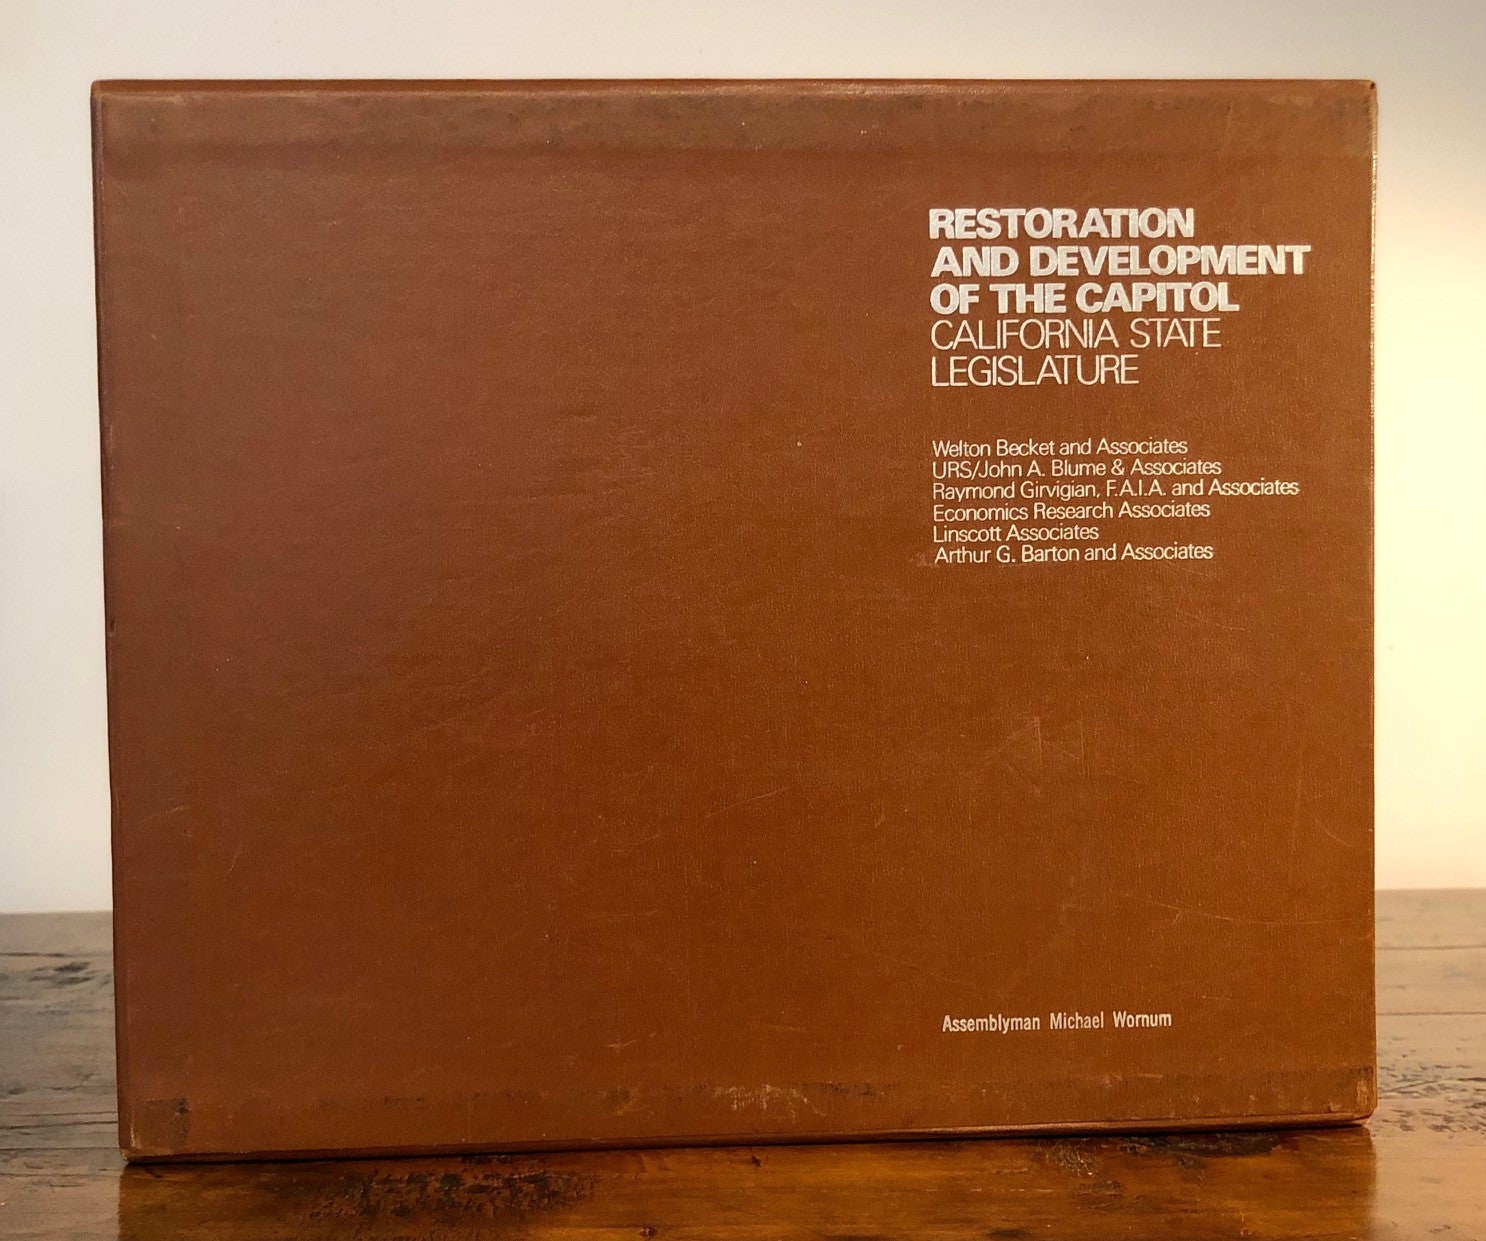 RESTORATION
AND DEVELOPMENT
OF THE CAPITOL
CALIFORNIA STATE
LEGISLATURE
Welton Becket and Associates
URS/John A. Blume & Associates
Raymond Girvigian, F.A.I.A. and Associates
Economics Research Associates
Linscott Associates
Arthur G. Barton and Associates
Assemblyman Michael Wornum